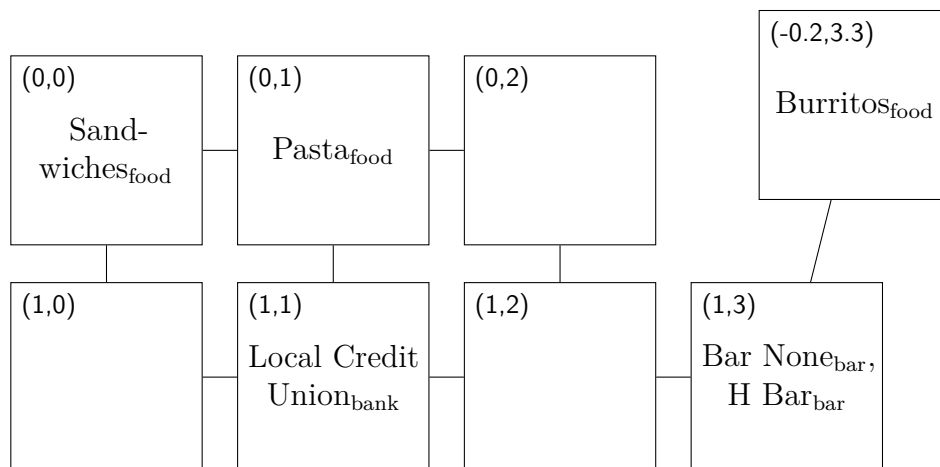 (-0.2,3.3)
Burritos_food
(0,0)
Sand-
wiches_food
(0,1)
Pasta_food
(0,2)
(1,0)
(1,1)
Local Credit
Union_bank
(1,2)
(1,3)
Bar None_bar,
H Bar_bar